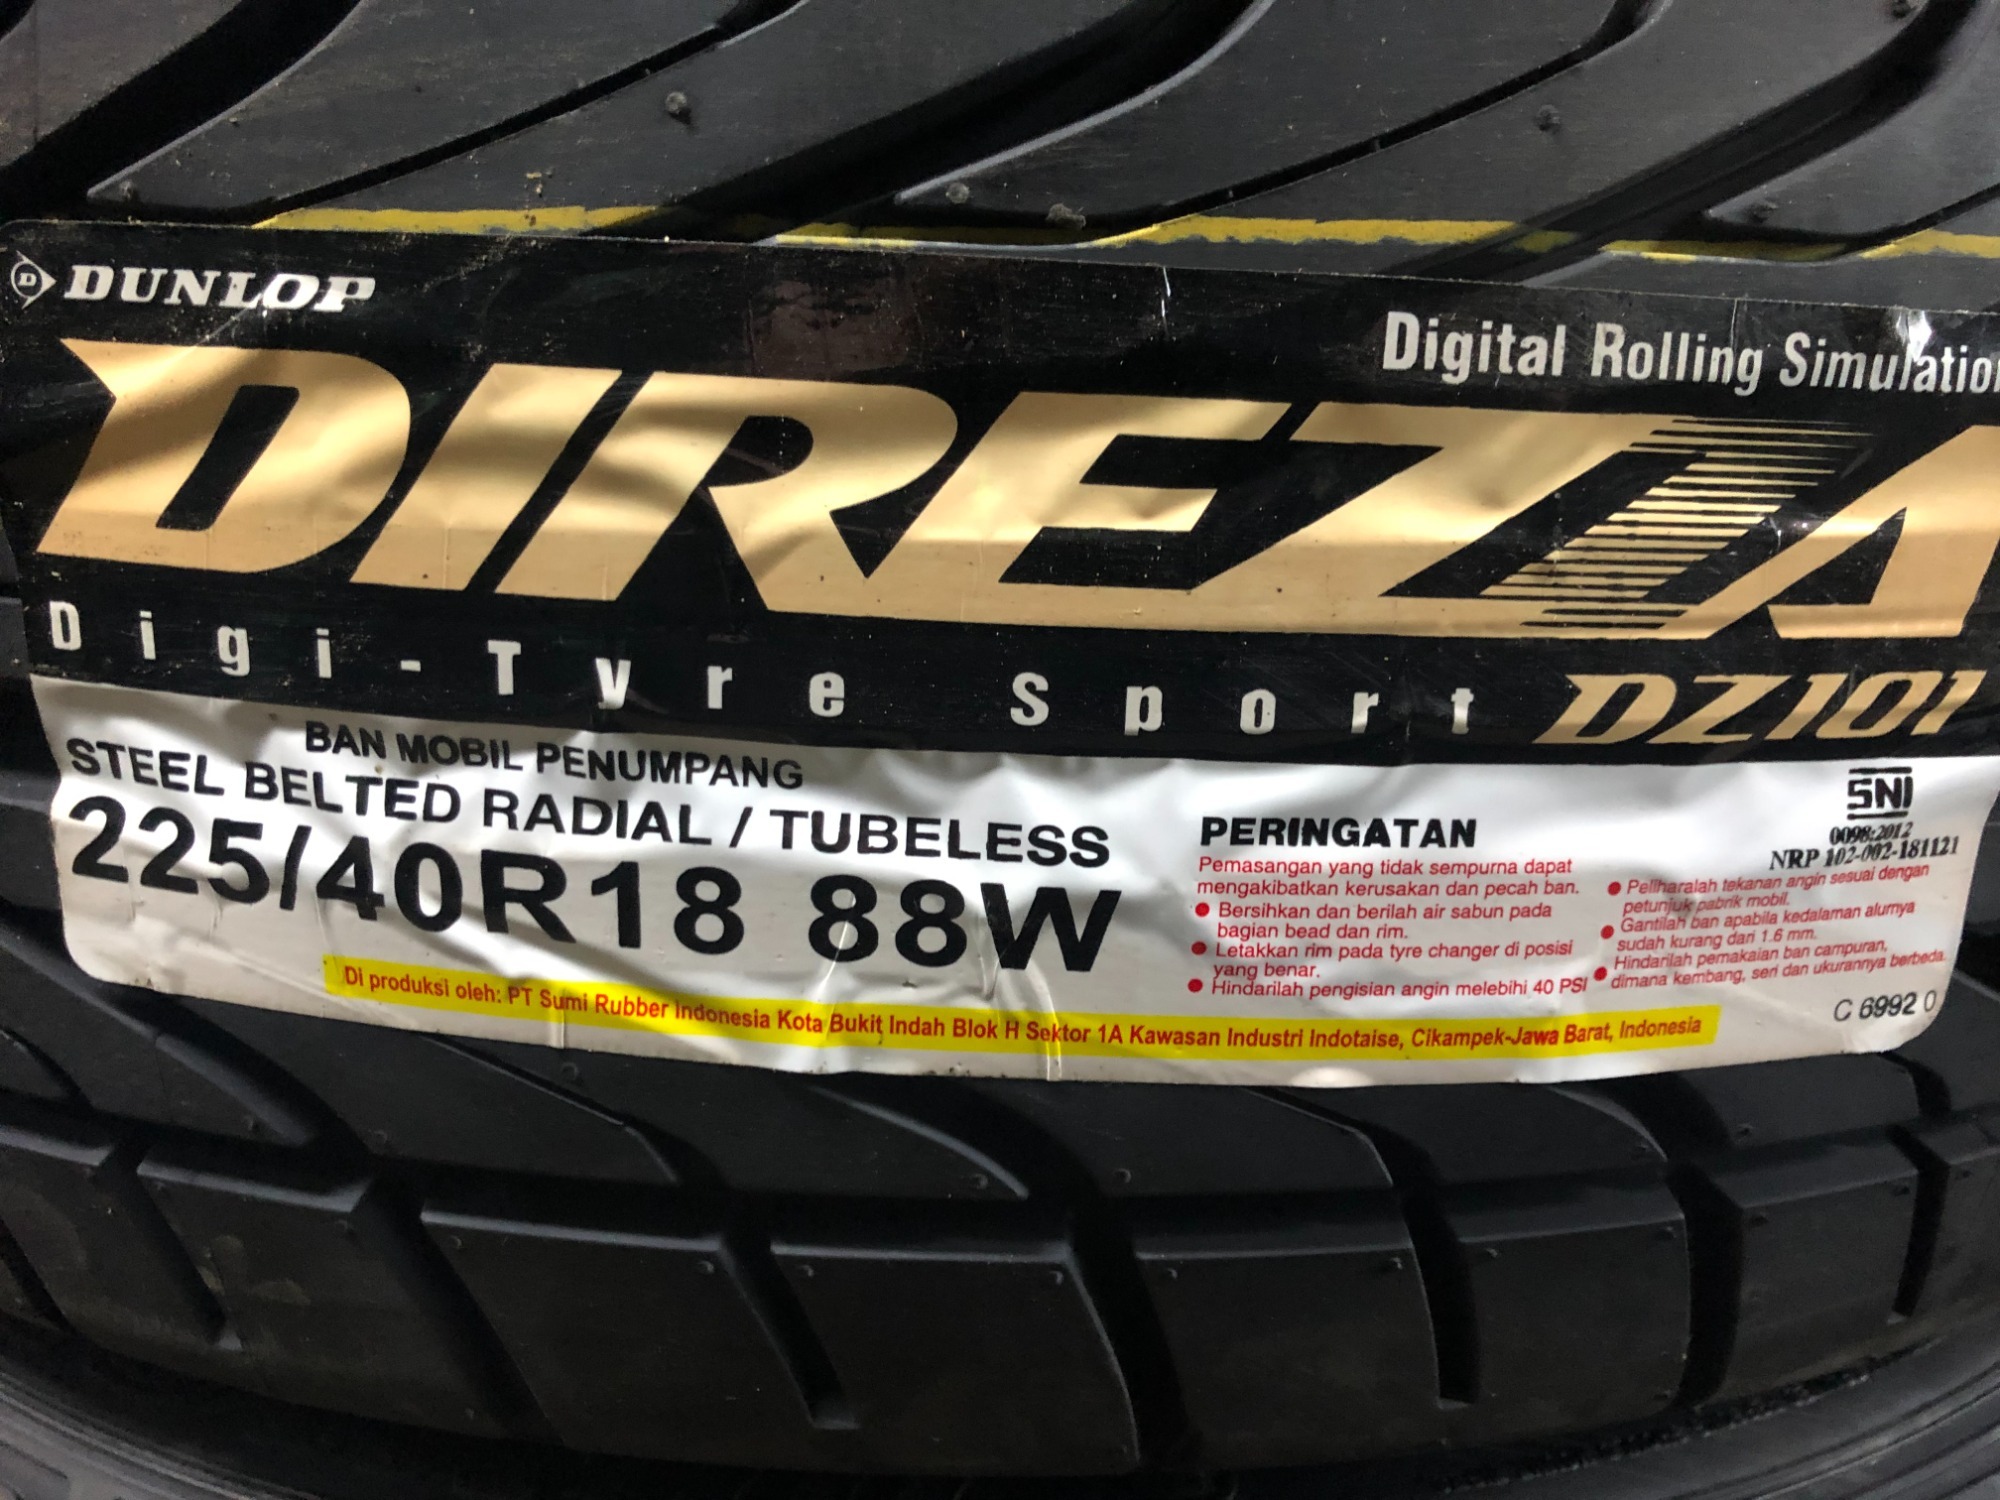 DUNLOP
Digital Rolling Simulation
DIREZZA
Digi-Tyre Sport DZ101
BAN MOBIL PENUMPANG
STEEL BELTED RADIAL / TUBELESS
225/40R18 88W
PERINGATAN
Pemasangan yang tidak sempurna dapat
mengakibatkan kerusakan dan pecah ban.
● Bersihkan dan berilah air sabun pada
bagian bead dan rim.
● Letakkan rim pada tyre changer di posisi
yang benar.
● Hindarilah pengisian angin melebihi 40 PSI
SNI
0098:2012
NRP 102-002-181121
● Peliharalah tekanan angin sesuai dengan
petunjuk pabrik mobil.
● Gantilah ban apabila kedalaman alurnya
sudah kurang dari 1.6 mm.
● Hindarilah pemakaian ban campuran,
dimana kembang, seri dan ukurannya berbeda.
C 6992 0
Di produksi oleh: PT Sumi Rubber Indonesia Kota Bukit Indah Blok H Sektor 1A Kawasan Industri Indotaise, Cikampek-Jawa Barat, Indonesia